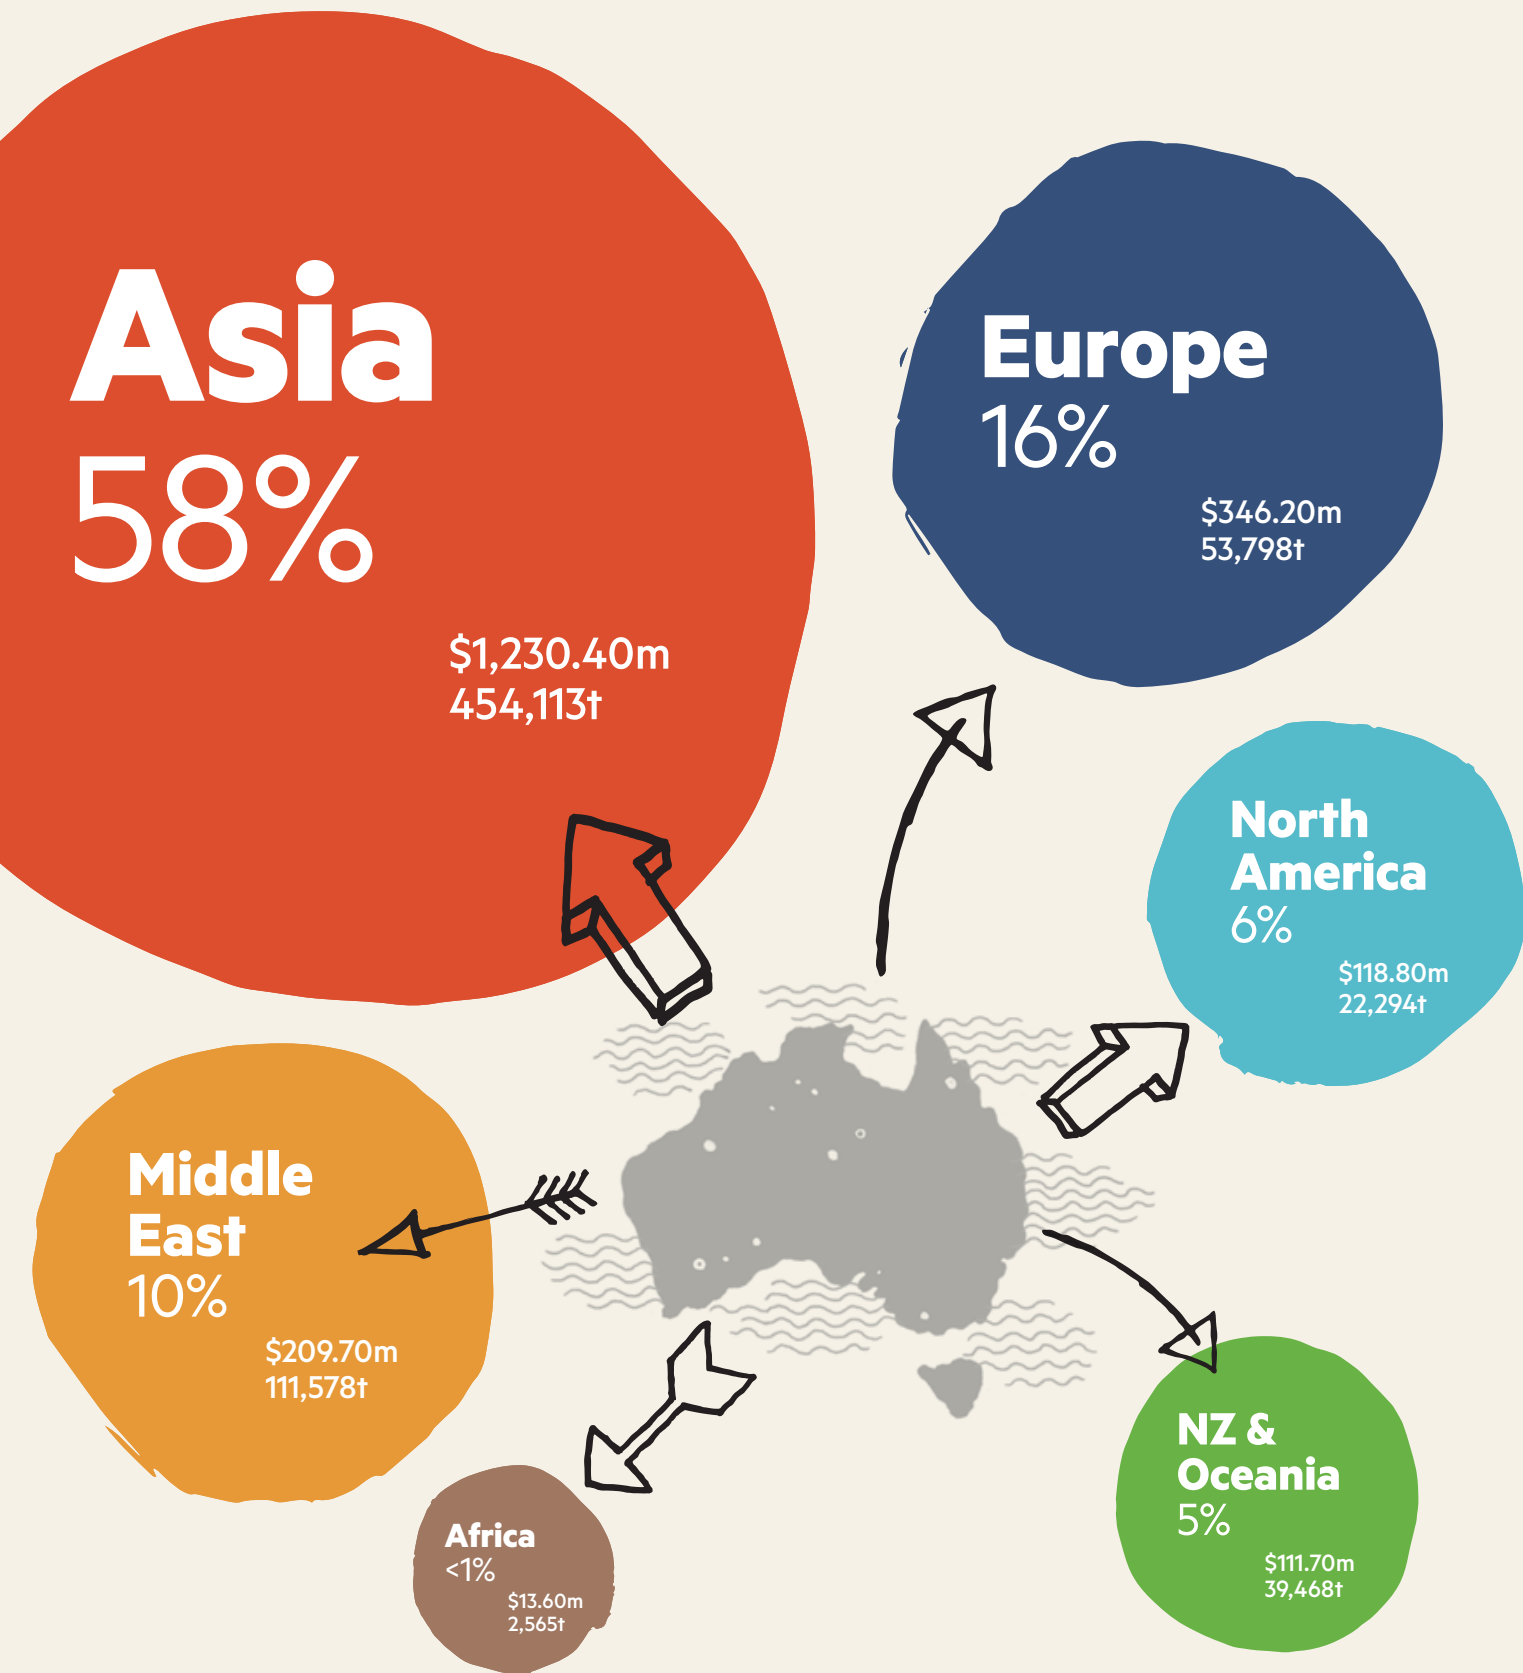 Asia
58%
$1,230.40m
454,113t
Europe
16%
$346.20m
53,798t
North
America
6%
$118.80m
22,294t
Middle
East
10%
$209.70m
111,578t
Africa
<1%
$13.60m
2,565t
NZ &
Oceania
5%
$111.70m
39,468t